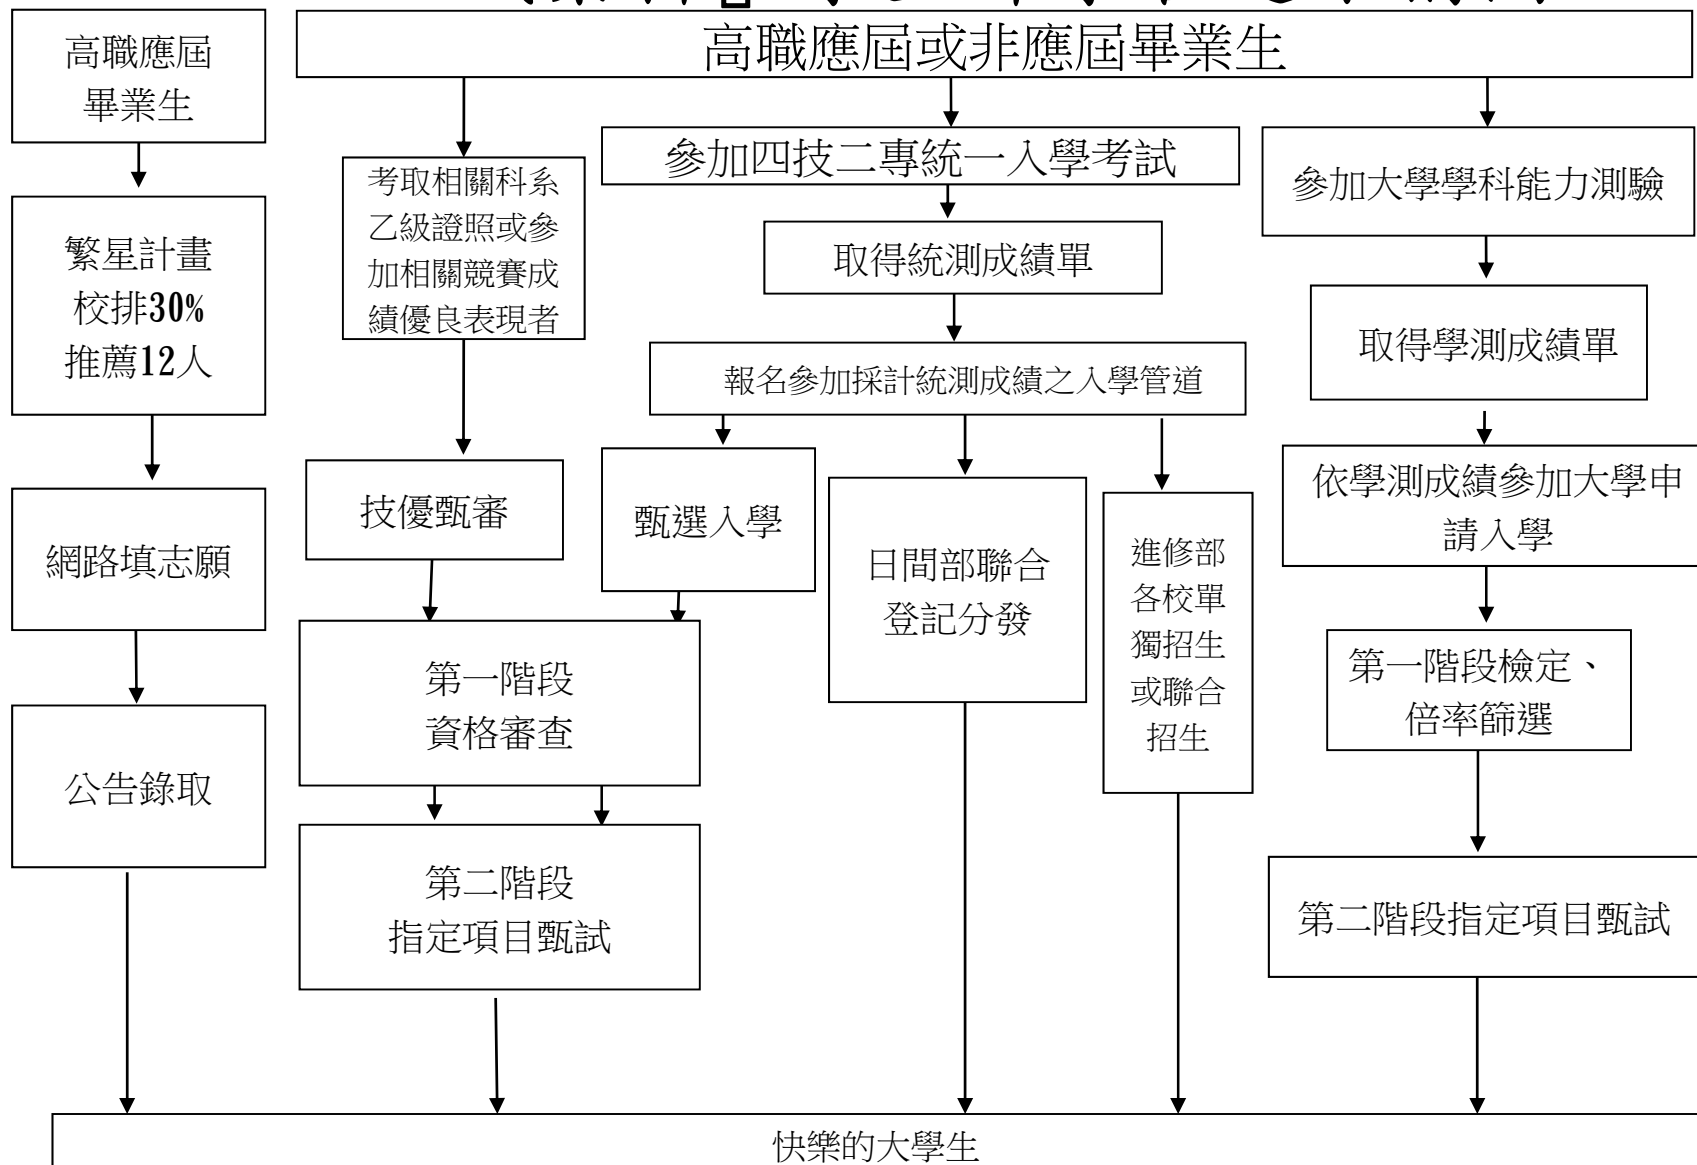 高職應屆
畢業生
繁星計畫
校排30%
推薦12人
網路填志願
公告錄取
高職應屆或非應屆畢業生
考取相關科系
乙級證照或參
加相關競賽成
績優良表現者
技優甄審
參加四技二專統一入學考試
取得統測成績單
報名參加採計統測成績之入學管道
甄選入學
第一階段
資格審查
第二階段
指定項目甄試
日間部聯合
登記分發
進修部
各校單
獨招生
或聯合
招生
參加大學學科能力測驗
取得學測成績單
依學測成績參加大學申
請入學
第一階段檢定、
倍率篩選
第二階段指定項目甄試
快樂的大學生